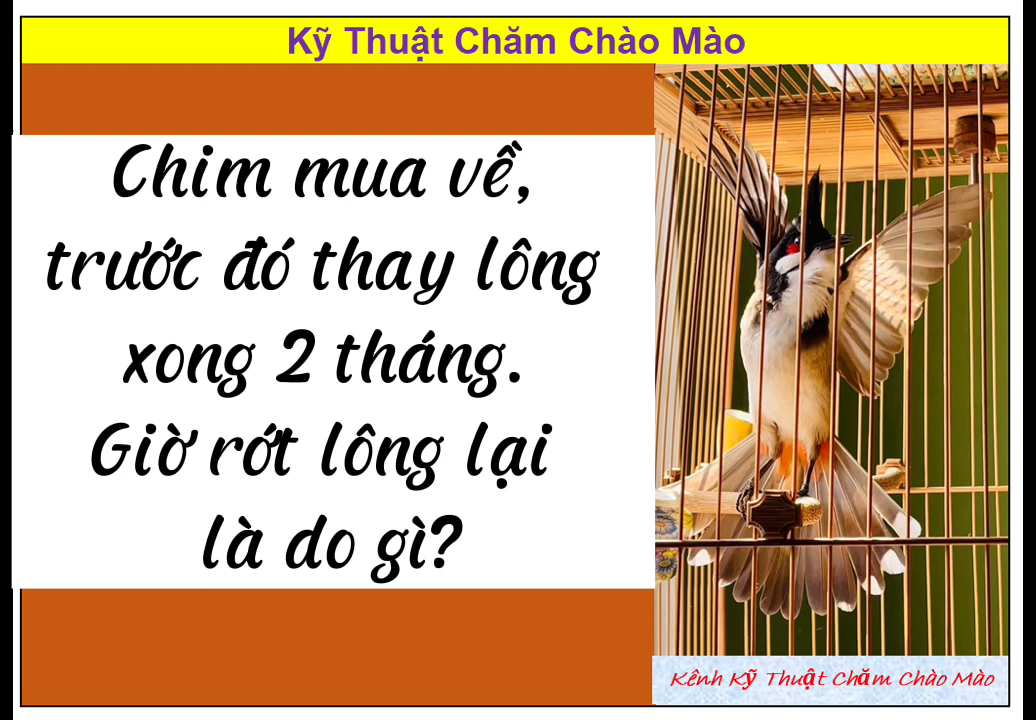 Kỹ Thuật Chăm Chào Mào
Chim mua về,
trước đó thay lông
xong 2 tháng.
Giờ rớt lông lại
là do gì?
Kênh Kỹ Thuật Chăm Chào Mào